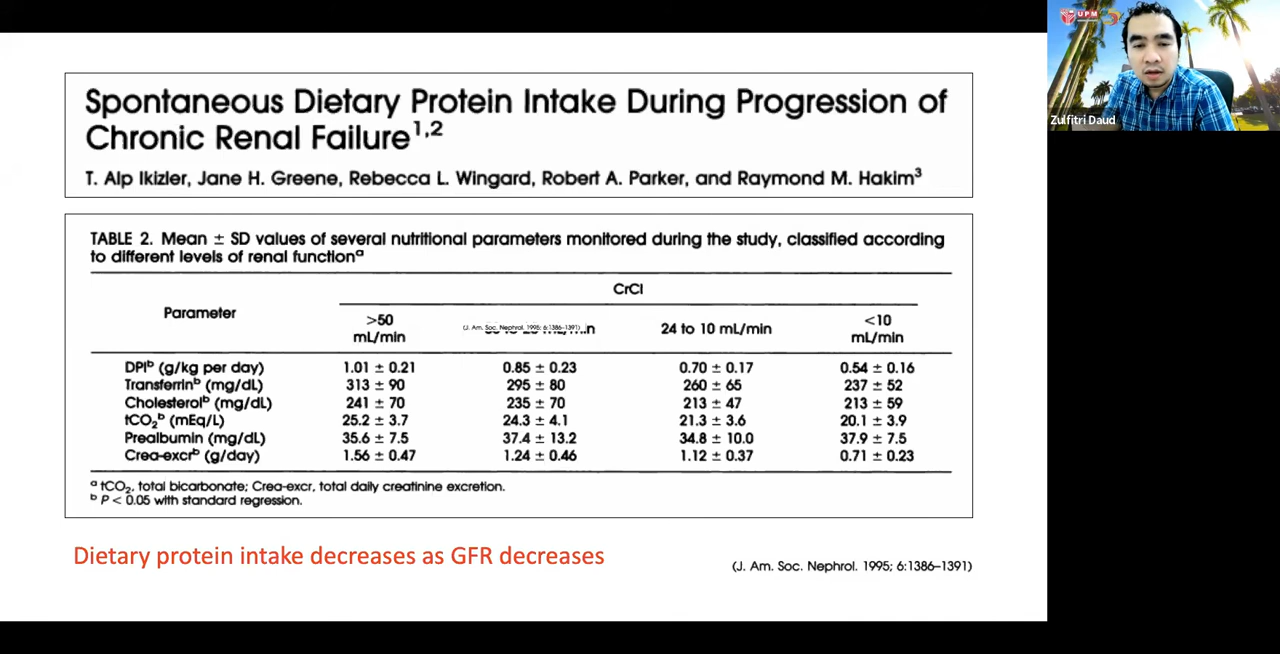 Spontaneous Dietary Protein Intake During Progression of
Chronic Renal Failure1,2
T. Alp Ikizler, Jane H. Greene, Rebecca L. Wingard, Robert A. Parker, and Raymond M. Hakim3
TABLE 2. Mean ± SD values of several nutritional parameters monitored during the study, classified according
to different levels of renal functiona
CrCl
Parameter
>50
mL/min
(J. Am. Soc. Nephrol. 1995; 6:1386-1391)
24 to 10 mL/min
<10
mL/min
DPIb (g/kg per day) 1.01 ± 0.21 0.85 ± 0.23 0.70 ± 0.17 0.54 ± 0.16
Transferrinb (mg/dL) 313 ± 90 295 ± 80 260 ± 65 237 ± 52
Cholesterolb (mg/dL) 241 ± 70 235 ± 70 213 ± 47 213 ± 59
tCO2b (mEq/L) 25.2 ± 3.7 24.3 ± 4.1 21.3 ± 3.6 20.1 ± 3.9
Prealbumin (mg/dL) 35.6 ± 7.5 37.4 ± 13.2 34.8 ± 10.0 37.9 ± 7.5
Crea-excrb (g/day) 1.56 ± 0.47 1.24 ± 0.46 1.12 ± 0.37 0.71 ± 0.23
a tCO2, total bicarbonate; Crea-excr, total daily creatinine excretion.
b P < 0.05 with standard regression.
Dietary protein intake decreases as GFR decreases
(J. Am. Soc. Nephrol. 1995; 6:1386–1391)
UPM
Zulfitri Daud